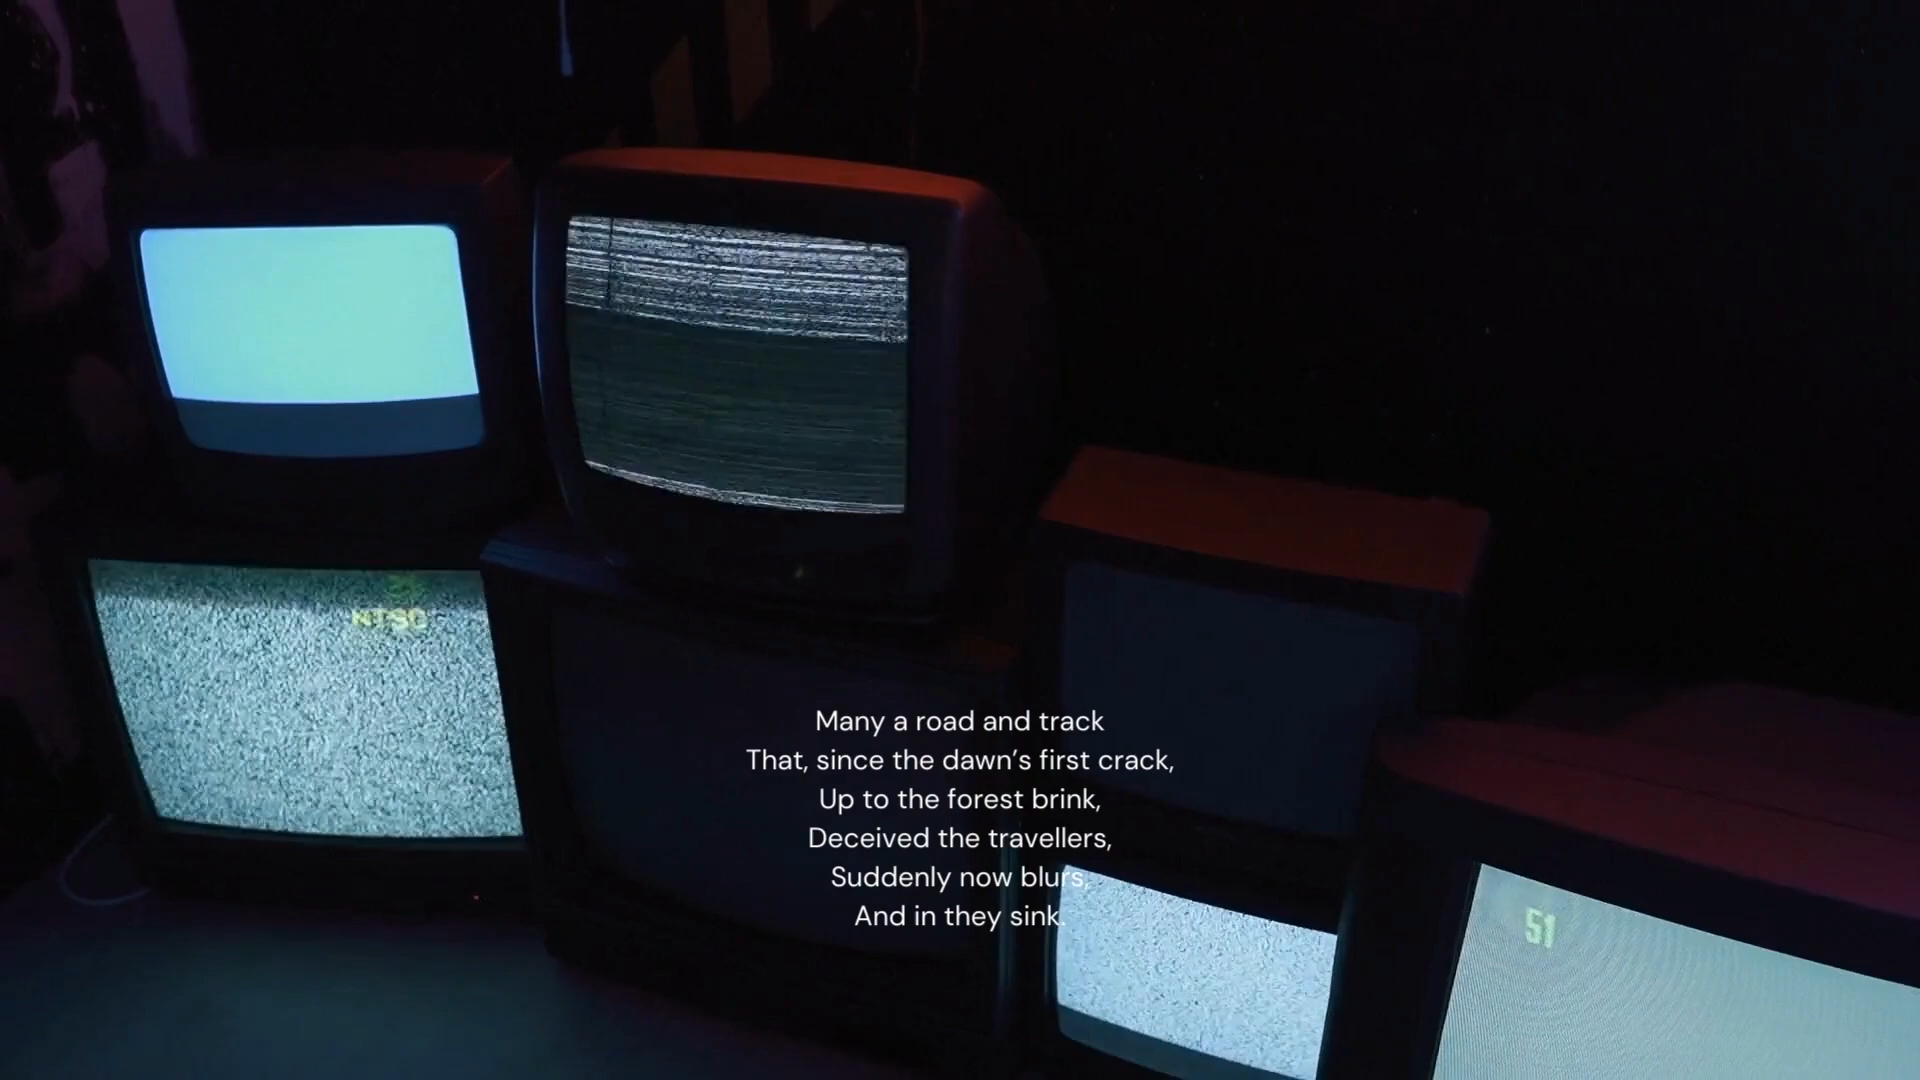 NTSC
Many a road and track
That, since the dawn’s first crack,
Up to the forest brink,
Deceived the travellers,
Suddenly now blurs,
And in they sink.
51